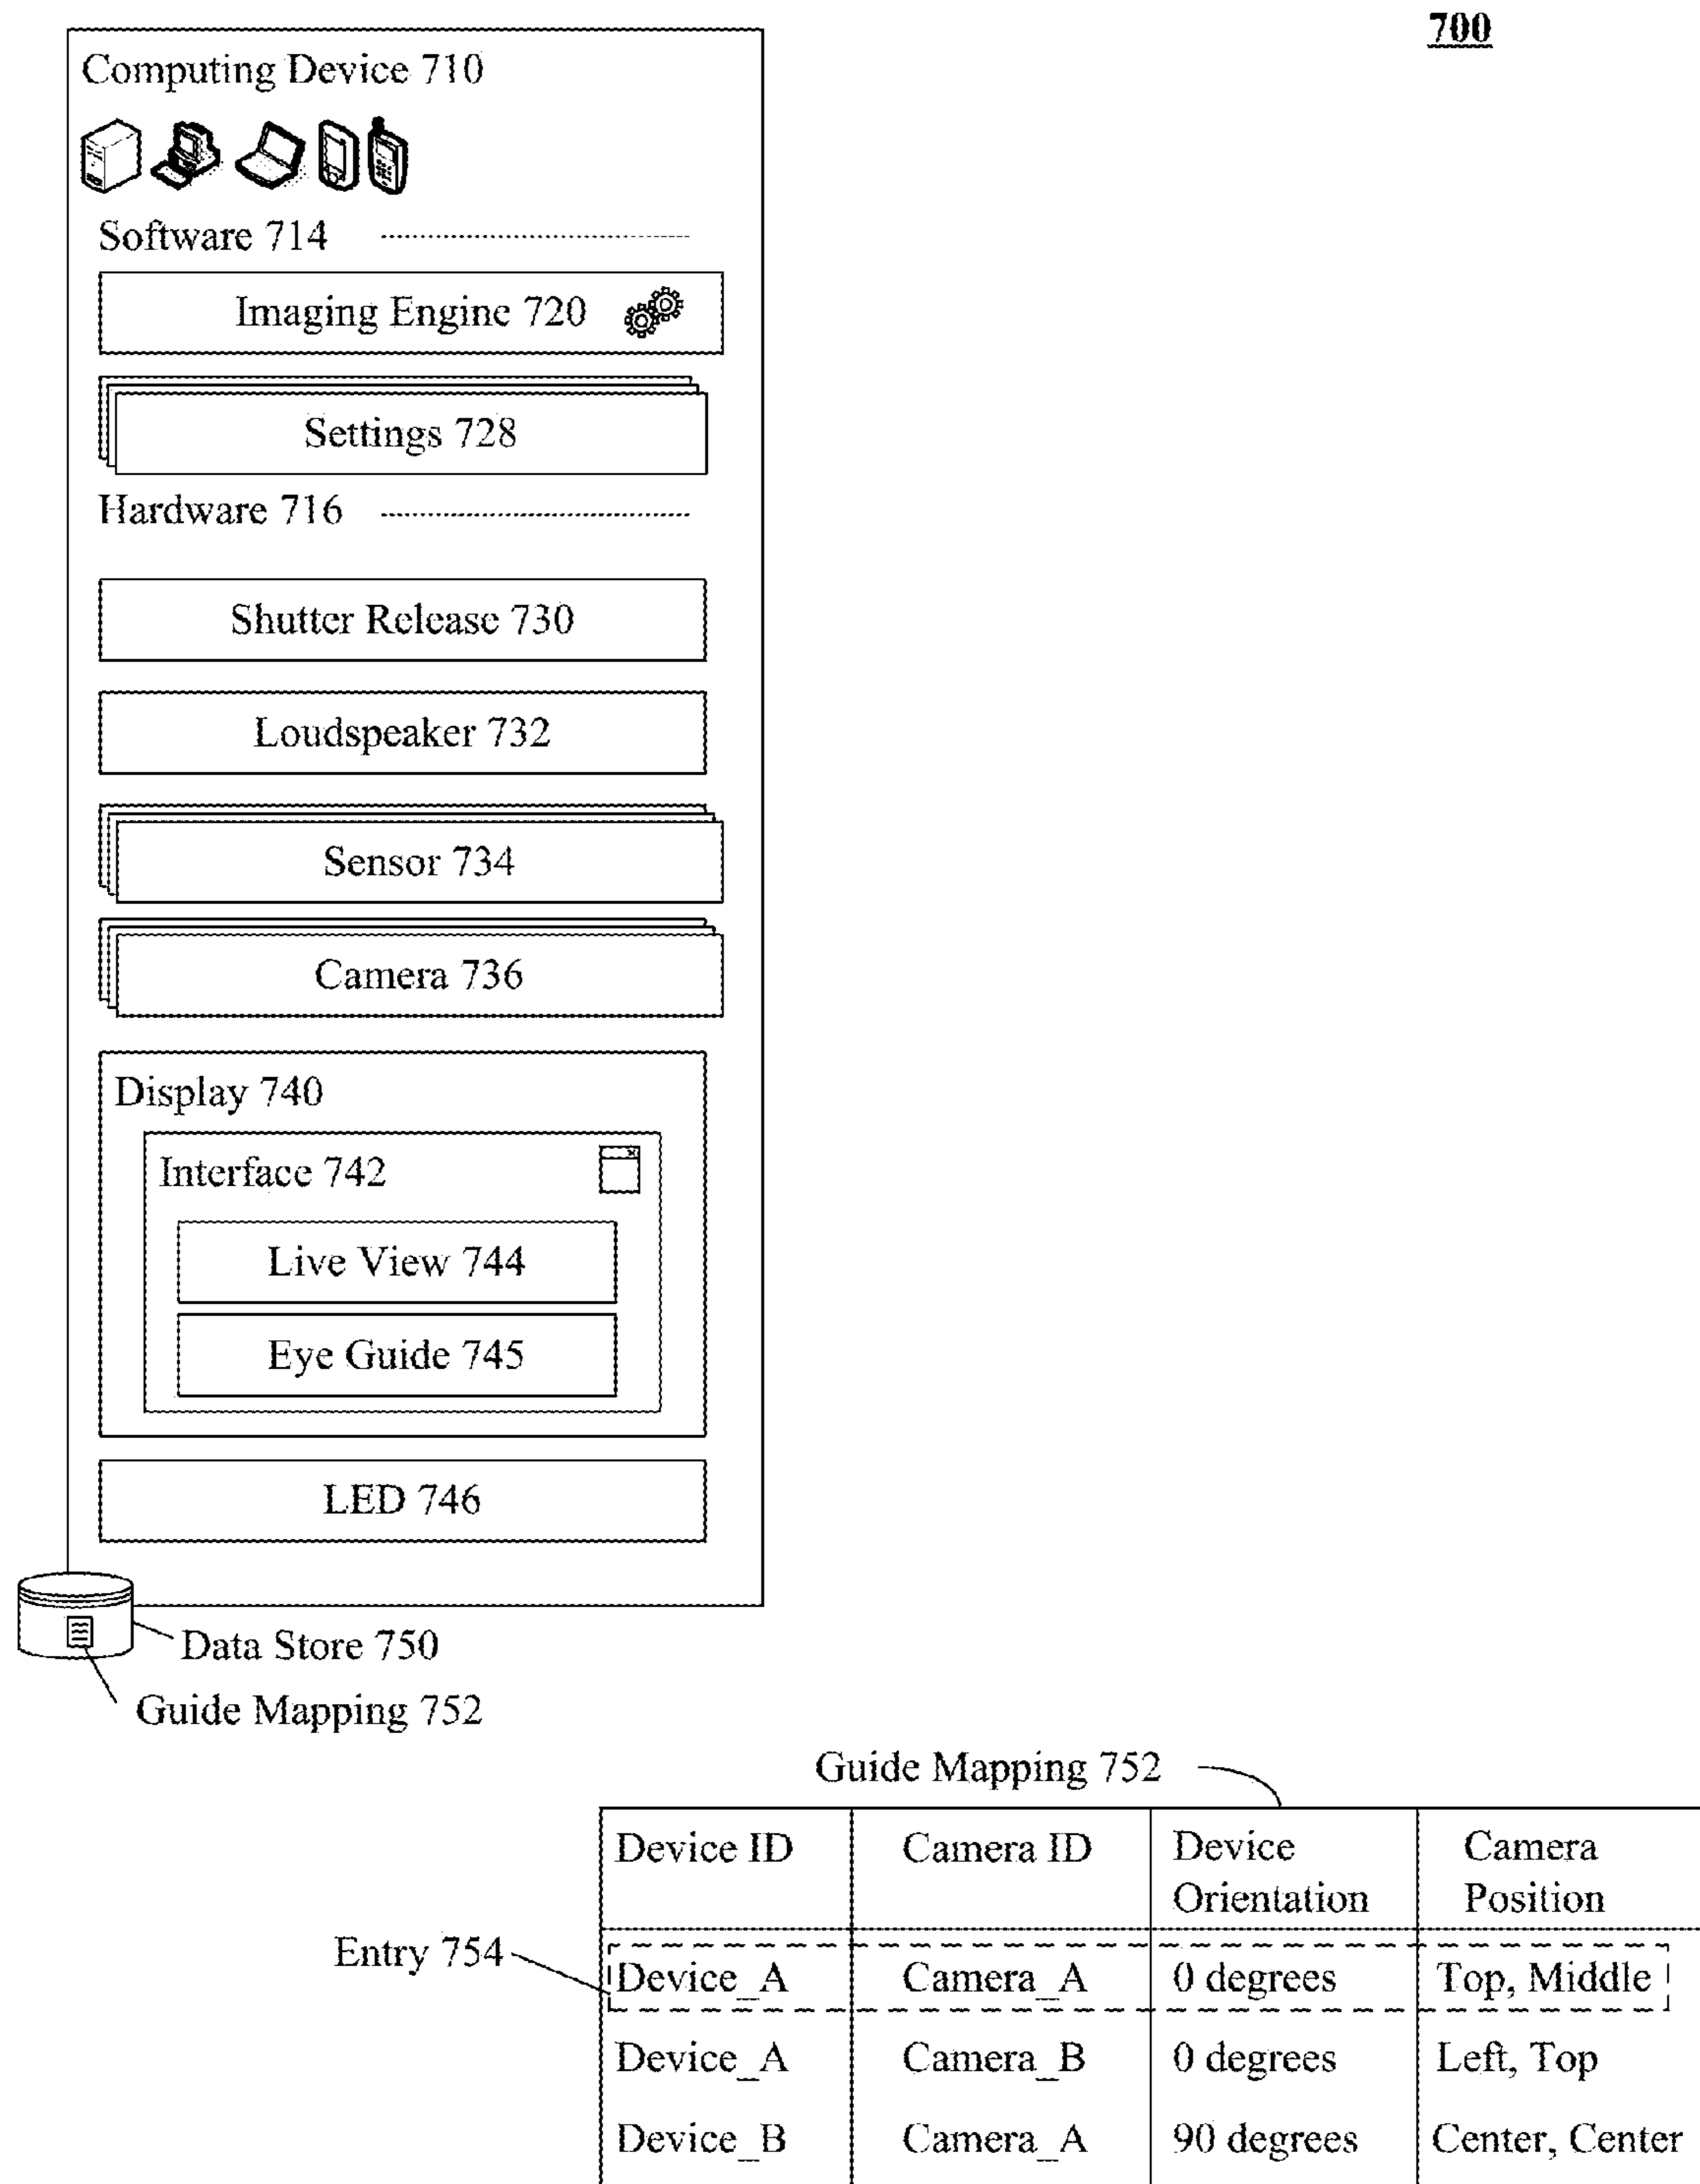 700
Computing Device 710
Software 714
Imaging Engine 720
Settings 728
Hardware 716
Shutter Release 730
Loudspeaker 732
Sensor 734
Camera 736
Display 740
Interface 742
Live View 744
Eye Guide 745
LED 746
Data Store 750
Guide Mapping 752
Guide Mapping 752
Device ID Camera ID Device Orientation Camera Position
Entry 754
Device_A Camera_A 0 degrees Top, Middle
Device_A Camera_B 0 degrees Left, Top
Device_B Camera_A 90 degrees Center, Center